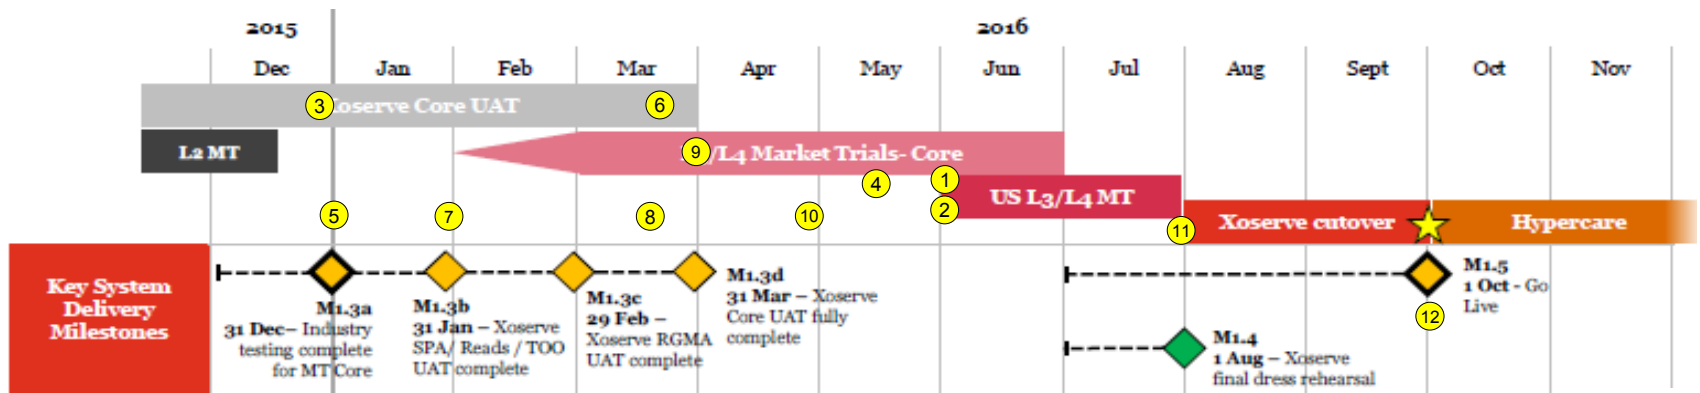 2015
2016
Dec Jan Feb Mar Apr May Jun Jul Aug Sept Oct Nov
3 Xoserve Core UAT 6
L2 MT
9 /L4 Market Trials- Core
4 1
US L3/L4 MT
2
5 7 8 10
11 Xoserve cutover
Hypercare
Key System
Delivery
Milestones
M1.3a
31 Dec– Industry
testing complete
for MT Core
M1.3b
31 Jan – Xoserve
SPA/ Reads / TOO
UAT complete
M1.3c
29 Feb –
Xoserve RGMA
UAT complete
M1.3d
31 Mar – Xoserve
Core UAT fully
complete
M1.4
1 Aug – Xoserve
final dress rehearsal
M1.5
1 Oct - Go
Live
12